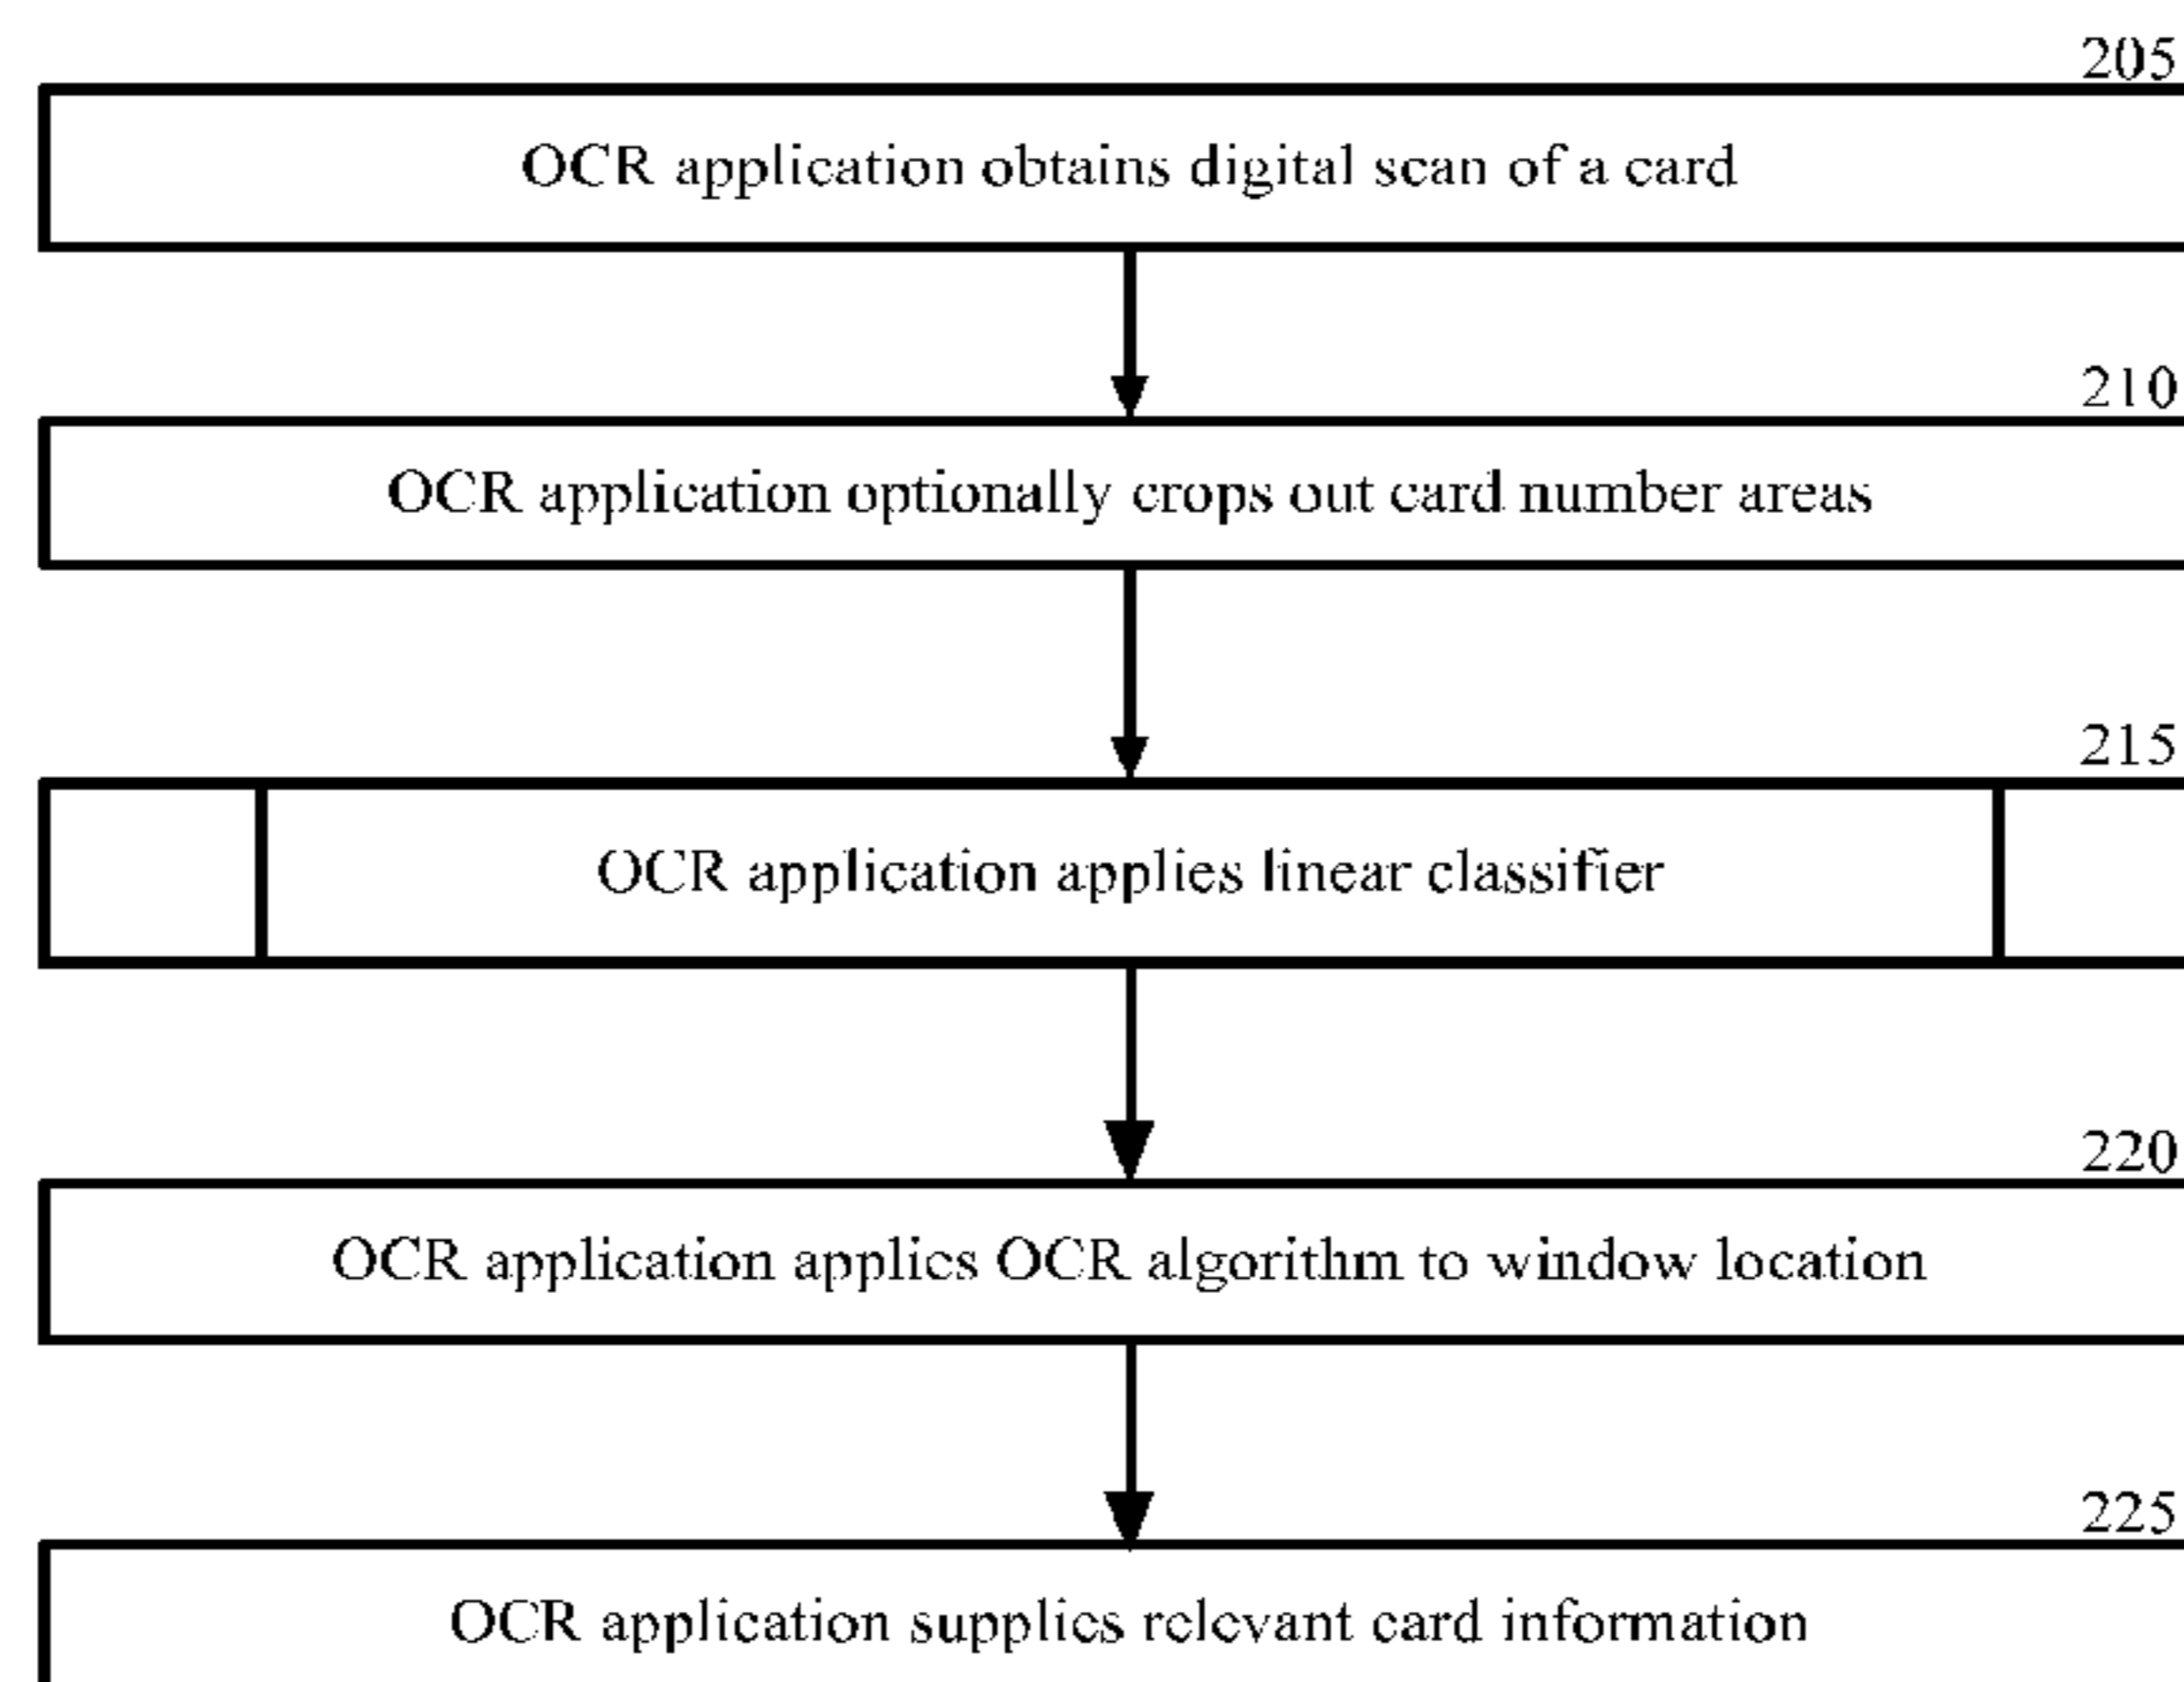 205
OCR application obtains digital scan of a card
210
OCR application optionally crops out card number areas
215
OCR application applies linear classifier
220
OCR application applies OCR algorithm to window location
225
OCR application supplies relevant card information